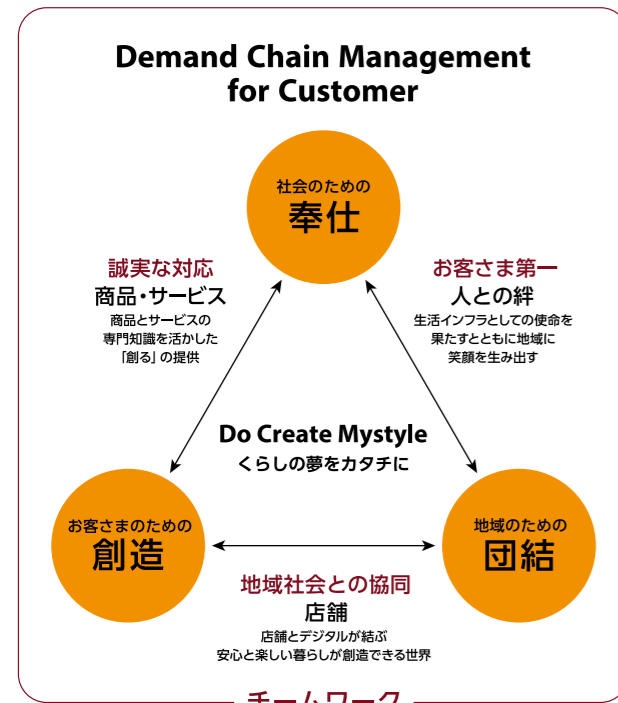 Demand Chain Management
for Customer
社会のための
奉仕
誠実な対応
商品・サービス
商品とサービスの
専門知識を活かした
「創る」の提供
お客さま第一
人との絆
生活インフラとしての使命を
果たすとともに地域に
笑顔を生み出す
Do Create Mystyle
くらしの夢をカタチに
お客さまのための
創造
地域のための
団結
地域社会との協同
店舗
店舗とデジタルが結ぶ
安心と楽しい暮らしが創造できる世界
チームワーク